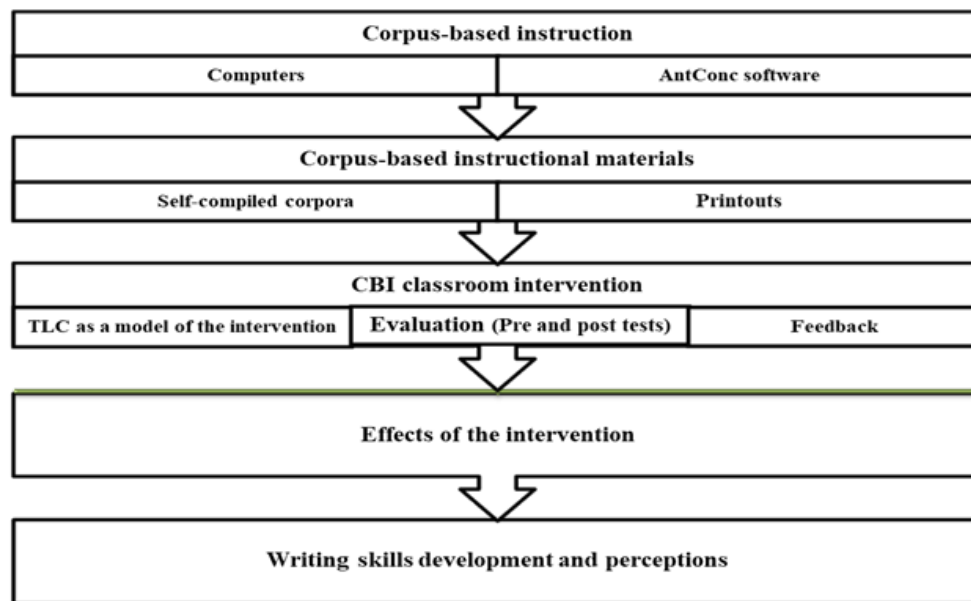 Corpus-based instruction
Computers
AntConc software
Corpus-based instructional materials
Self-compiled corpora
Printouts
CBI classroom intervention
TLC as a model of the intervention
Evaluation (Pre and post tests)
Feedback
Effects of the intervention
Writing skills development and perceptions